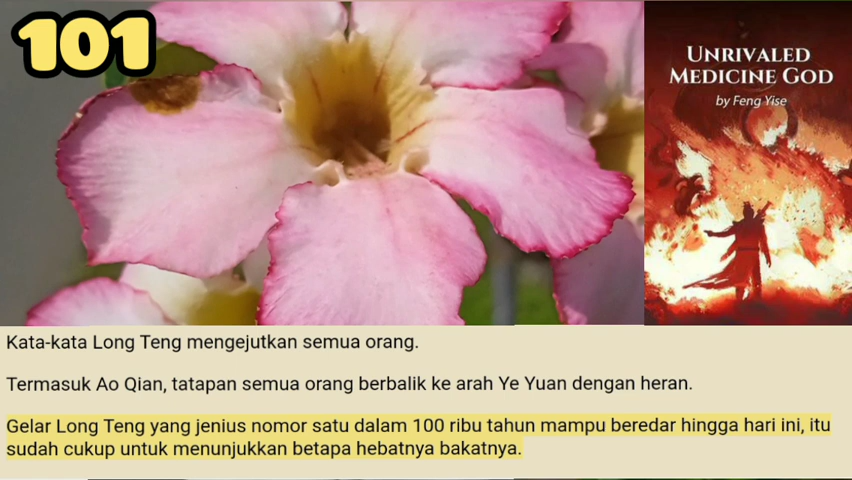 101
UNRIVALED
MEDICINE GOD
by Feng Yise
Kata-kata Long Teng mengejutkan semua orang.
Termasuk Ao Qian, tatapan semua orang berbalik ke arah Ye Yuan dengan heran.
Gelar Long Teng yang jenius nomor satu dalam 100 ribu tahun mampu beredar hingga hari ini, itu
sudah cukup untuk menunjukkan betapa hebatnya bakatnya.